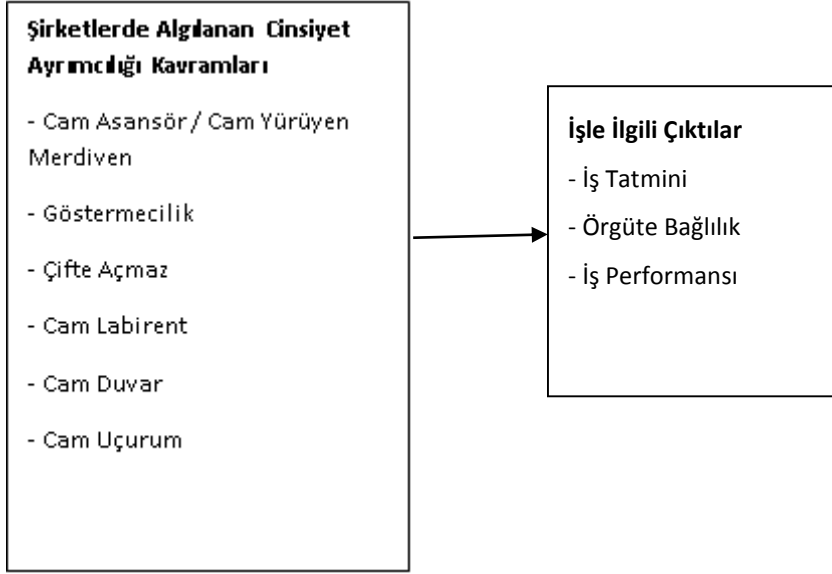 Şirketlerde Algılanan Cinsiyet
Ayrımcılığı Kavramları
- Cam Asansör / Cam Yürüyen
Merdiven
- Göstermecilik
- Çifte Açmaz
- Cam Labirent
- Cam Duvar
- Cam Uçurum
İşle İlgili Çıktılar
- İş Tatmini
- Örgüte Bağlılık
- İş Performansı